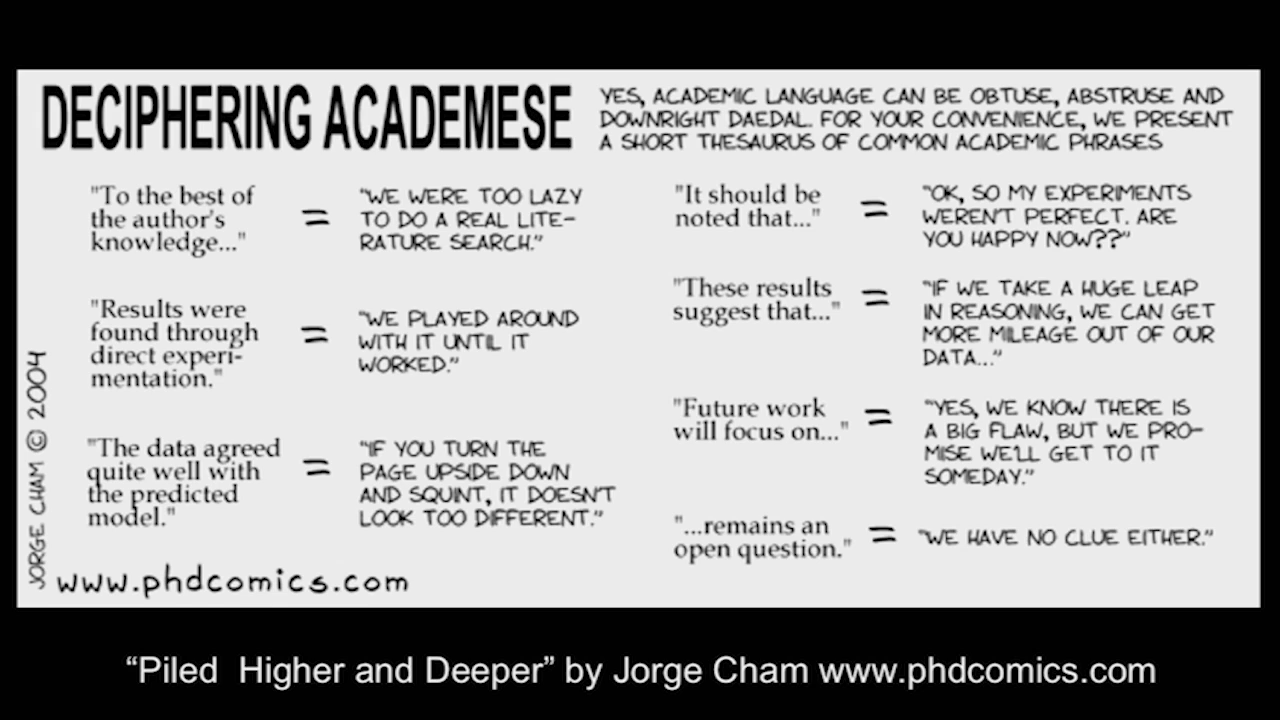 DECIPHERING ACADEMESE
YES, ACADEMIC LANGUAGE CAN BE OBTUSE, ABSTRUSE AND
DOWNRIGHT DAEDAL. FOR YOUR CONVENIENCE, WE PRESENT
A SHORT THESAURUS OF COMMON ACADEMIC PHRASES
"To the best of
the author's
knowledge..."
=
"WE WERE TOO LAZY
TO DO A REAL LITE-
RATURE SEARCH."
"Results were
found through
direct experi-
mentation."
=
"WE PLAYED AROUND
WITH IT UNTIL IT
WORKED."
"The data agreed
quite well with
the predicted
model."
=
"IF YOU TURN THE
PAGE UPSIDE DOWN
AND SQUINT, IT DOESN'T
LOOK TOO DIFFERENT."
"It should be
noted that..."
=
"OK, SO MY EXPERIMENTS
WEREN'T PERFECT. ARE
YOU HAPPY NOW??"
"These results
suggest that..."
=
"IF WE TAKE A HUGE LEAP
IN REASONING, WE CAN GET
MORE MILEAGE OUT OF OUR
DATA..."
"Future work
will focus on..."
=
"YES, WE KNOW THERE IS
A BIG FLAW, BUT WE PRO-
MISE WE'LL GET TO IT
SOMEDAY."
"...remains an
open question."
=
"WE HAVE NO CLUE EITHER."
JORGE CHAM © 2004
www.phdcomics.com
“Piled Higher and Deeper” by Jorge Cham www.phdcomics.com